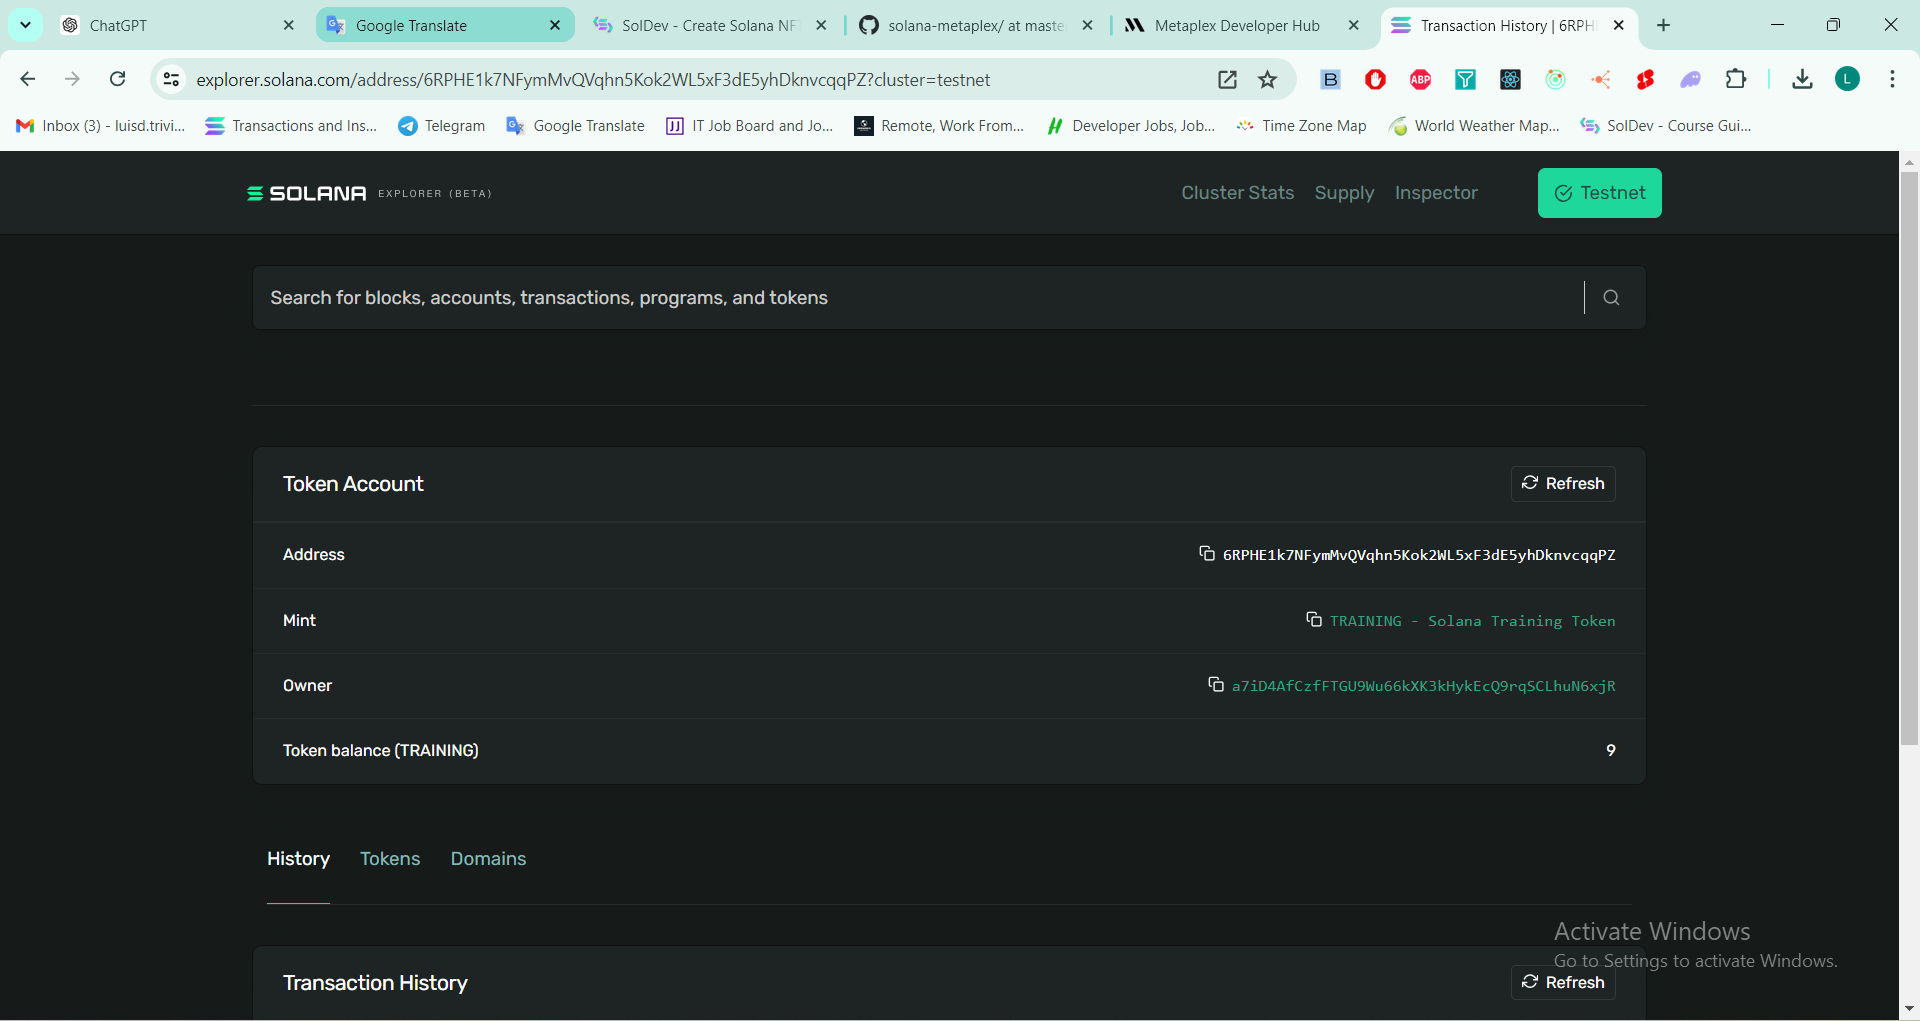 ChatGPT
Google Translate
SolDev - Create Solana NF
solana-metaplex/ at maste
Metaplex Developer Hub
Transaction History | 6RPH
explorer.solana.com/address/6RPHE1k7NFymMvQVqhn5Kok2WL5xF3dE5yhDknvcqqPZ?cluster=testnet
B
ABP
L
Inbox (3) - luisd.trivi...
Transactions and Ins...
Telegram
Google Translate
IT Job Board and Jo...
Remote, Work From...
Developer Jobs, Job...
Time Zone Map
World Weather Map...
SolDev - Course Gui...
SOLANA EXPLORER (BETA)
Cluster Stats
Supply
Inspector
Testnet
Search for blocks, accounts, transactions, programs, and tokens
Token Account
Refresh
Address
6RPHE1k7NFymMvQVqhn5Kok2WL5xF3dE5yhDknvcqqPZ
Mint
TRAINING - Solana Training Token
Owner
a7iD4AfCzfFTGU9Wu66kXK3kHykEcQ9rqSCLhuN6xjR
Token balance (TRAINING)
9
History
Tokens
Domains
Transaction History
Refresh
Activate Windows
Go to Settings to activate Windows.